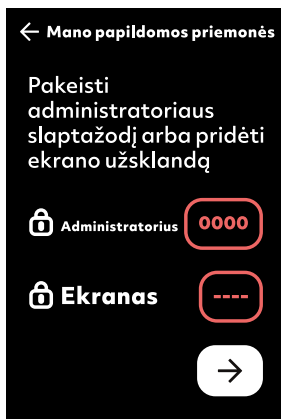 ← Mano papildomos priemonės
Pakeisti
administratoriaus
slaptažodį arba pridėti
ekrano užsklandą
Administratorius 0000
Ekranas ----
→